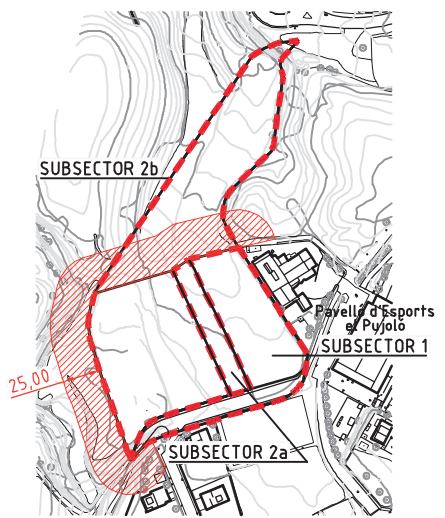 SUBSECTOR 2b
Pavelló d'Esports
el Pujoló
SUBSECTOR 1
25,00
SUBSECTOR 2a